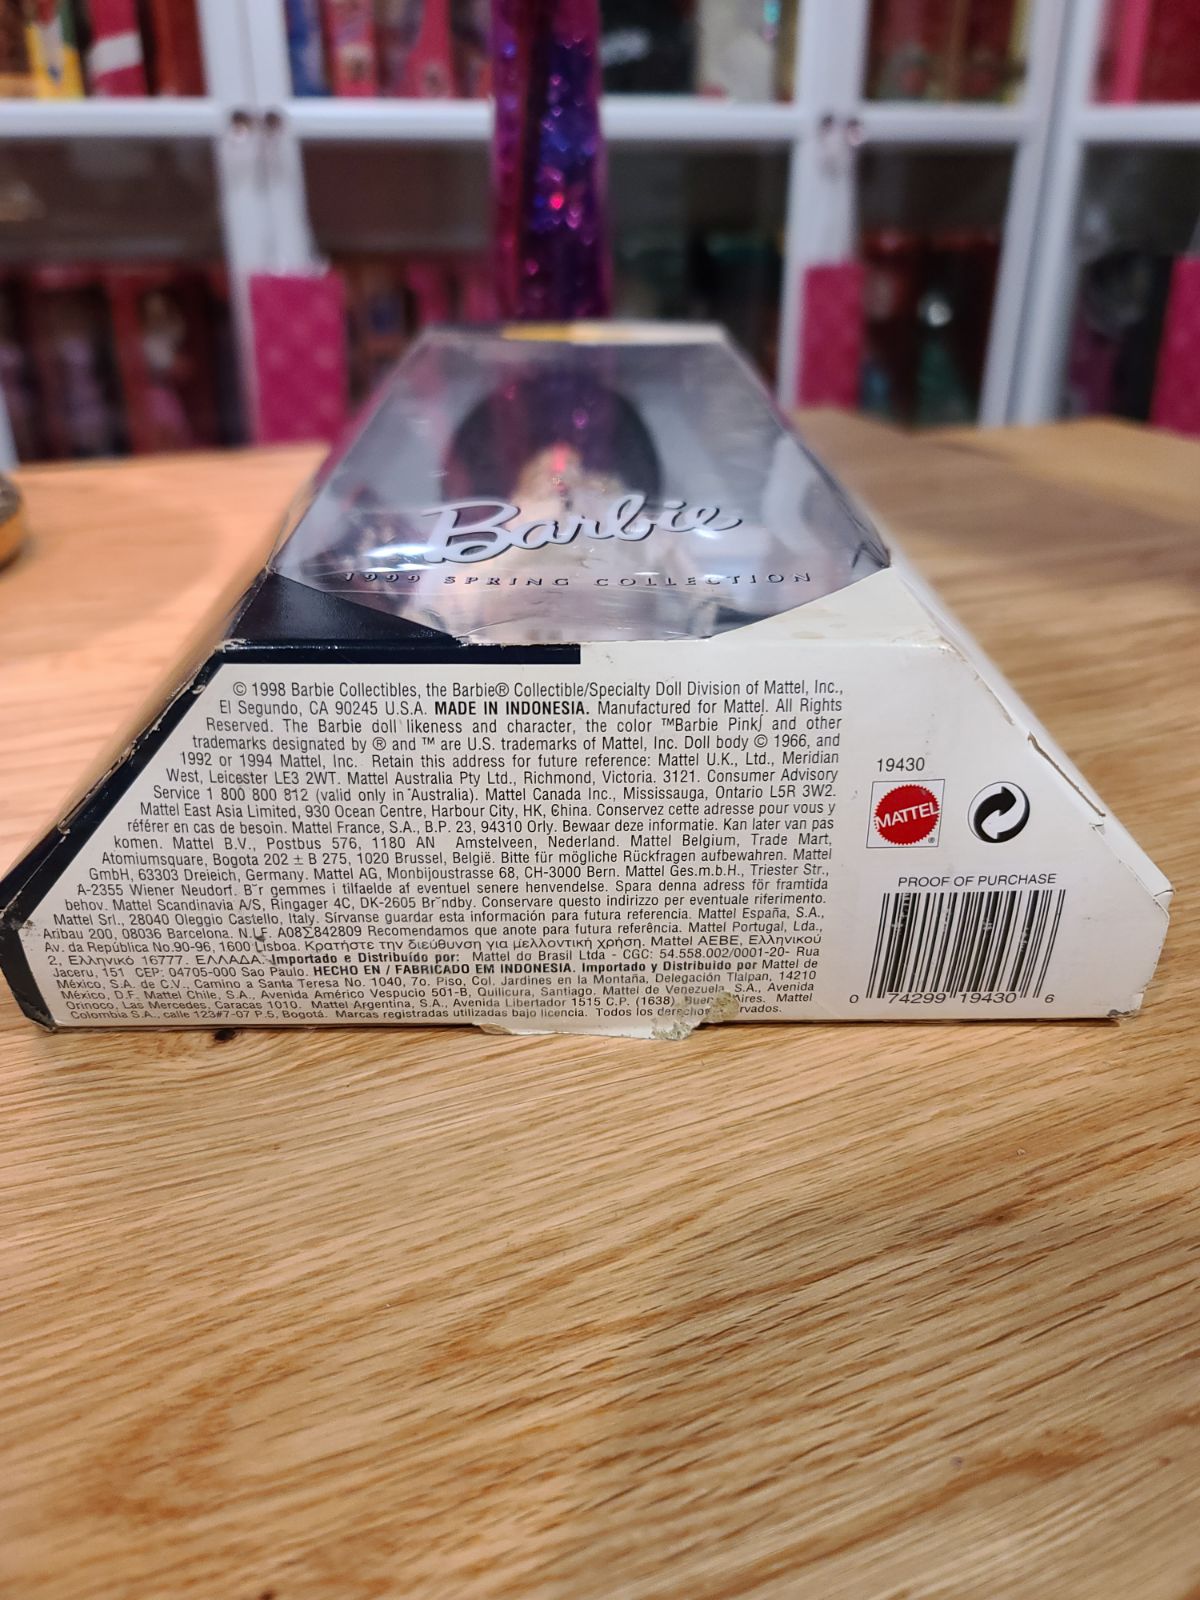 Barbie
1999 SPRING COLLECTION
© 1998 Barbie Collectibles, the Barbie® Collectible/Specialty Doll Division of Mattel, Inc.,
El Segundo, CA 90245 U.S.A. MADE IN INDONESIA. Manufactured for Mattel. All Rights
Reserved. The Barbie doll likeness and character, the color ™Barbie Pink∫ and other
trademarks designated by ® and ™ are U.S. trademarks of Mattel, Inc. Doll body © 1966, and
1992 or 1994 Mattel, Inc. Retain this address for future reference: Mattel U.K., Ltd., Meridian
West, Leicester LE3 2WT. Mattel Australia Pty Ltd., Richmond, Victoria. 3121. Consumer Advisory
Service 1 800 800 812 (valid only in Australia). Mattel Canada Inc., Mississauga, Ontario L5R 3W2.
Mattel East Asia Limited, 930 Ocean Centre, Harbour City, HK, China. Conservez cette adresse pour vous y
référer en cas de besoin. Mattel France, S.A., B.P. 23, 94310 Orly. Bewaar deze informatie. Kan later van pas
komen. Mattel B.V., Postbus 576, 1180 AN Amstelveen, Nederland. Mattel Belgium, Trade Mart,
Atomiumsquare, Bogota 202 ± B 275, 1020 Brussel, België. Bitte für mögliche Rückfragen aufbewahren. Mattel
GmbH, 63303 Dreieich, Germany. Mattel AG, Monbijoustrasse 68, CH-3000 Bern. Mattel Ges.m.b.H., Triester Str.,
A-2355 Wiener Neudorf. B˘r gemmes i tilfaelde af eventuel senere henvendelse. Spara denna adress för framtida
behov. Mattel Scandinavia A/S, Ringager 4C, DK-2605 Br˘ndby. Conservare questo indirizzo per eventuale riferimento.
Mattel Srl., 28040 Oleggio Castello, Italy. Sírvanse guardar esta información para futura referencia. Mattel España, S.A.,
Aribau 200, 08036 Barcelona. N.I.F. A08Σ842809 Recomendamos que anote para futura referência. Mattel Portugal, Lda.,
Av. da República No.90-96, 1600 Lisboa. Κρατήστε την διεύθυνση για μελλοντική χρήση. Mattel AEBE, Ελληνικού
2, Ελληνικό 16777. ΕΛΛΑΔΑ. Importado e Distribuído por: Mattel do Brasil Ltda - CGC: 54.558.002/0001-20- Rua
Jaceru, 151 CEP: 04705-000 Sao Paulo. HECHO EN / FABRICADO EM INDONESIA. Importado y Distribuido por Mattel de
México, S.A. de C.V., Camino a Santa Teresa No. 1040, 7o. Piso, Col. Jardines en la Montaña, Delegación Tlalpan, 14210
México, D.F. Mattel Chile, S.A., Avenida Américo Vespucio 501-B, Quilicura, Santiago. Mattel de Venezuela, S.A., Avenida
Orinoco, Las Mercedes, Caracas 1010. Mattel Argentina, S.A., Avenida Libertador 1515 C.P. (1638) Buenos Aires. Mattel
Colombia S.A., calle 123#7-07 P.5, Bogotá. Marcas registradas utilizadas bajo licencia. Todos los derechos
19430
MATTEL®
PROOF OF PURCHASE
0 74299 19430 6